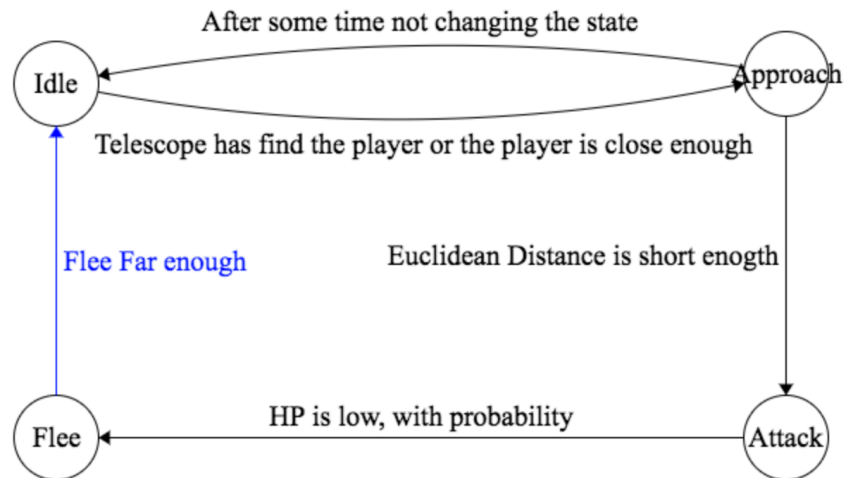 After some time not changing the state
Idle
Approach
Telescope has find the player or the player is close enough
Flee Far enough
Euclidean Distance is short enogth
HP is low, with probability
Flee
Attack